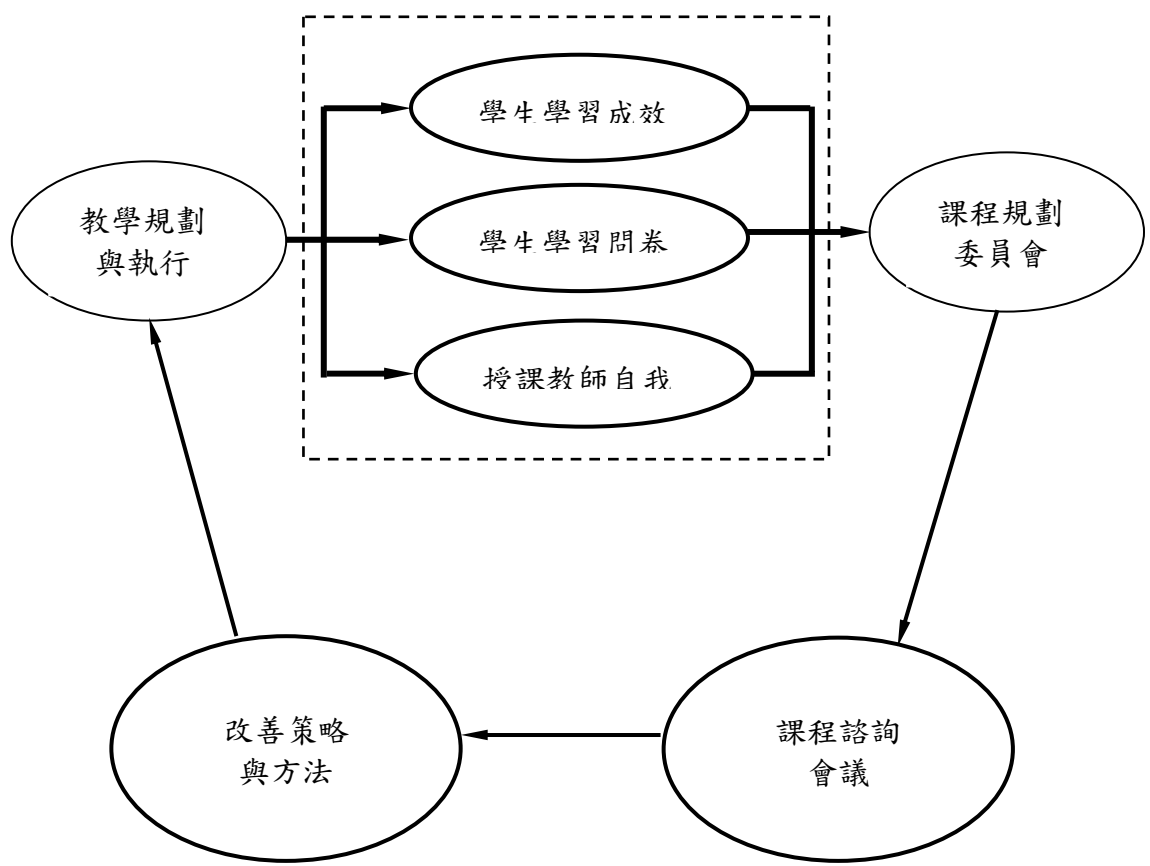 學生學習成效
教學規劃
與執行
學生學習問卷
課程規劃
委員會
授課教師自我
改善策略
與方法
課程諮詢
會議